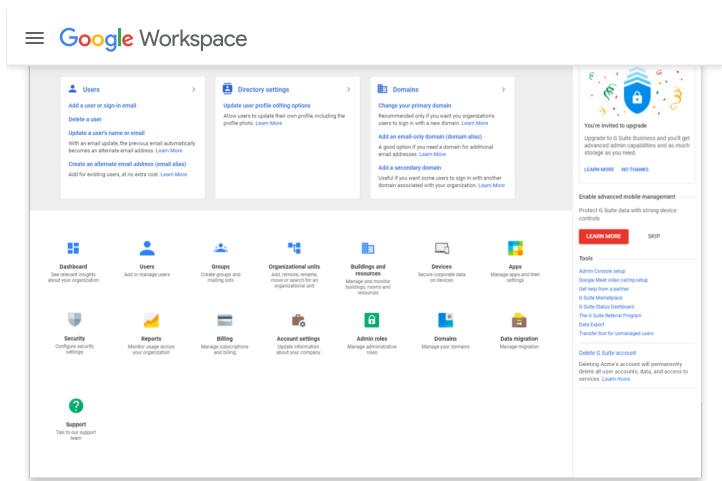 Google Workspace
Users
Add a user or sign-in email
Delete a user
Update a user's name or email
With an email update, the previous email automatically
becomes an alternate email address. Learn More
Create an alternate email address (email alias)
Add for existing users, at no extra cost. Learn More
Directory settings
Update user profile editing options
Allow users to update their own profile, including the
profile photo. Learn More
Domains
Change your primary domain
Recommended only if you want you organization's
users to sign in with a new domain. Learn More
Add an email-only domain (domain alias)
A good option if you need a domain for additional
email addresses. Learn More
Add a secondary domain
Useful if you want some users to sign in with another
domain associated with your organization. Learn More
You're invited to upgrade
Upgrade to G Suite Business and you'll get
advanced admin capabilities and as much
storage as you need.
LEARN MORE NO THANKS
Enable advanced mobile management
Protect G Suite data with strong device
controls
LEARN MORE SKIP
Tools
Admin Console setup
Google Meet video calling setup
Get help from a partner
G Suite Marketplace
G Suite Status Dashboard
The G Suite Referral Program
Data Export
Transfer tool for unmanaged users
Delete G Suite account
Deleting Acme's account will permanently
delete all user accounts, data, and access to
services. Learn more
Dashboard
See relevant insights
about your organization
Users
Add or manage users
Groups
Create groups and
mailing lists
Organizational units
Add, remove, rename,
move or search for an
organizational unit
Buildings and
resources
Manage and monitor
buildings, rooms and
resources
Devices
Secure corporate data
on devices
Apps
Manage apps and their
settings
Security
Configure security
settings
Reports
Monitor usage across
your organization
Billing
Manage subscriptions
and billing
Account settings
Update information
about your company
Admin roles
Manage administrative
roles
Domains
Manage your domains
Data migration
Manage migration
Support
Talk to our support
team